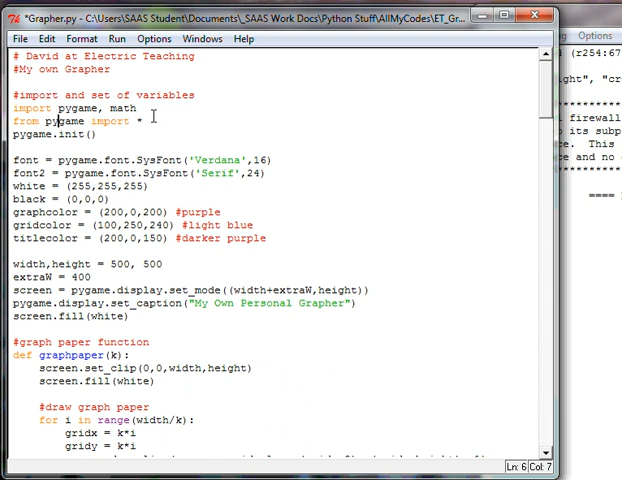 *Grapher.py - C:\Users\SAAS Student\Documents\_SAAS Work Docs\Python Stuff\AllMyCodes\ET_Gr...
File Edit Format Run Options Windows Help
# David at Electric Teaching
#My own Grapher
#import and set of variables
import pygame, math
from pygame import *
pygame.init()
font = pygame.font.SysFont('Verdana',16)
font2 = pygame.font.SysFont('Serif',24)
white = (255,255,255)
black = (0,0,0)
graphcolor = (200,0,200) #purple
gridcolor = (100,250,240) #light blue
titlecolor = (200,0,150) #darker purple
width,height = 500, 500
extraW = 400
screen = pygame.display.set_mode((width+extraW,height))
pygame.display.set_caption("My Own Personal Grapher")
screen.fill(white)
#graph paper function
def graphpaper(k):
screen.set_clip(0,0,width,height)
screen.fill(white)
#draw graph paper
for i in range(width/k):
gridx = k*i
gridy = k*i
Ln: 6 Col: 7
Options
(r254:67
ight", "cr
firewall
o its subp
ce. This
ce and no
====